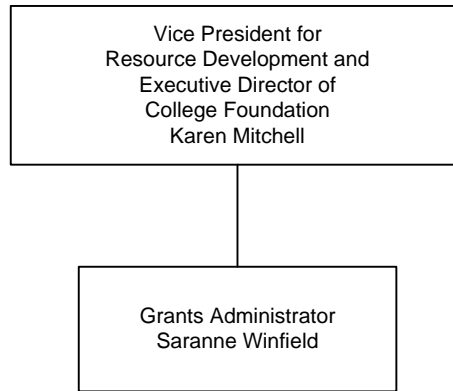 Vice President for
Resource Development and
Executive Director of
College Foundation
Karen Mitchell
Grants Administrator
Saranne Winfield